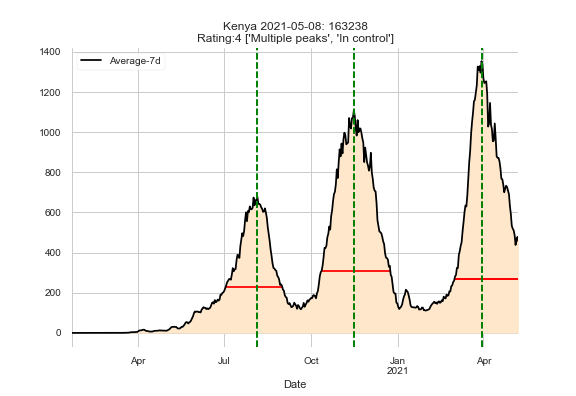 Kenya 2021-05-08: 163238
Rating:4 ['Multiple peaks', 'In control']
Average-7d
1400
1200
1000
800
600
400
200
0
Apr
Jul
Oct
Jan
2021
Apr
Date